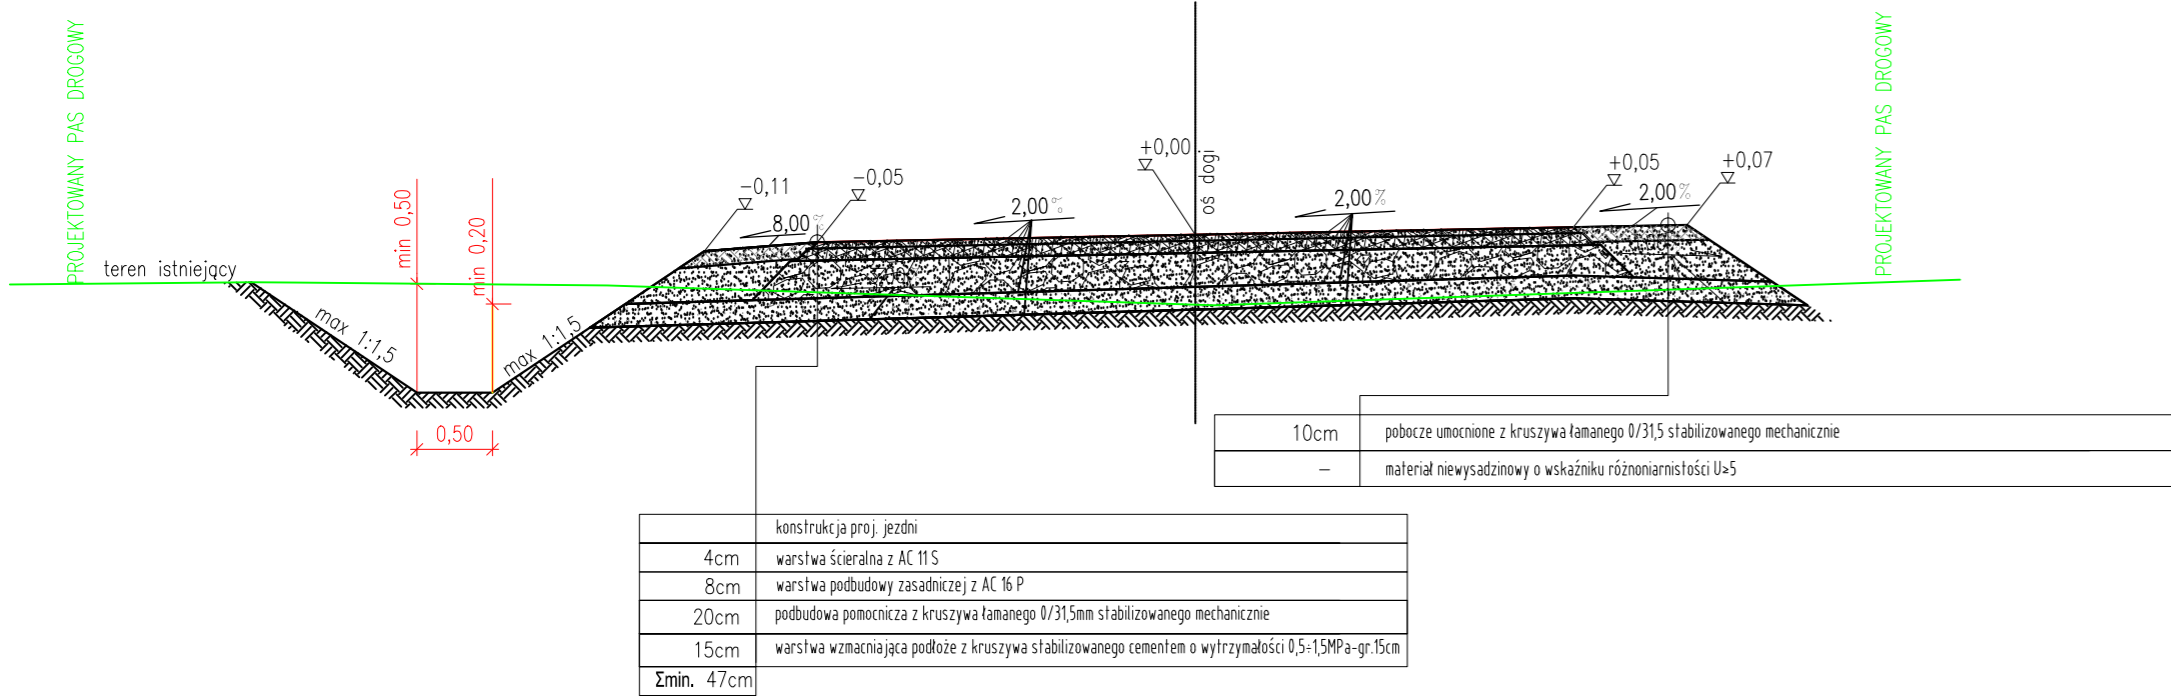 PROJEKTOWANY PAS DROGOWY
PROJEKTOWANY PAS DROGOWY
teren istniejący
min 0,50
min 0,20
max 1:1,5
max 1:1,5
0,50
-0,11
8,00%
-0,05
2,00%
+0,00
oś dogi
2,00%
+0,05
2,00%
+0,07
10cm pobocze umocnione z kruszywa łamanego 0/31,5 stabilizowanego mechanicznie
– materiał niewysadzinowy o wskaźniku różnoniarnistości U≥5
konstrukcja proj. jezdni
4cm warstwa ścieralna z AC 11 S
8cm warstwa podbudowy zasadniczej z AC 16 P
20cm podbudowa pomocnicza z kruszywa łamanego 0/31,5mm stabilizowanego mechanicznie
15cm warstwa wzmacniająca podłoże z kruszywa stabilizowanego cementem o wytrzymałości 0,5÷1,5MPa-gr.15cm
Σmin. 47cm